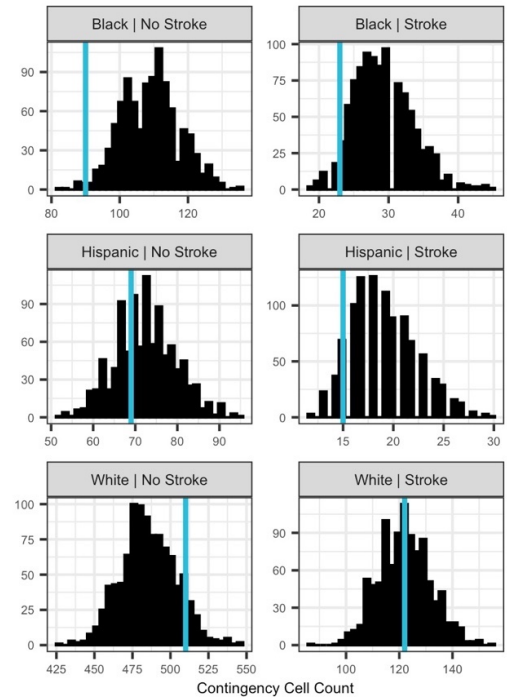 Black | No Stroke
Black | Stroke
90
60
30
0
80 100 120
100
75
50
25
0
20 30 40
Hispanic | No Stroke
Hispanic | Stroke
90
60
30
0
50 60 70 80 90
100
50
0
15 20 25 30
White | No Stroke
White | Stroke
100
75
50
25
0
425 450 475 500 525 550
90
60
30
0
100 120 140
Contingency Cell Count